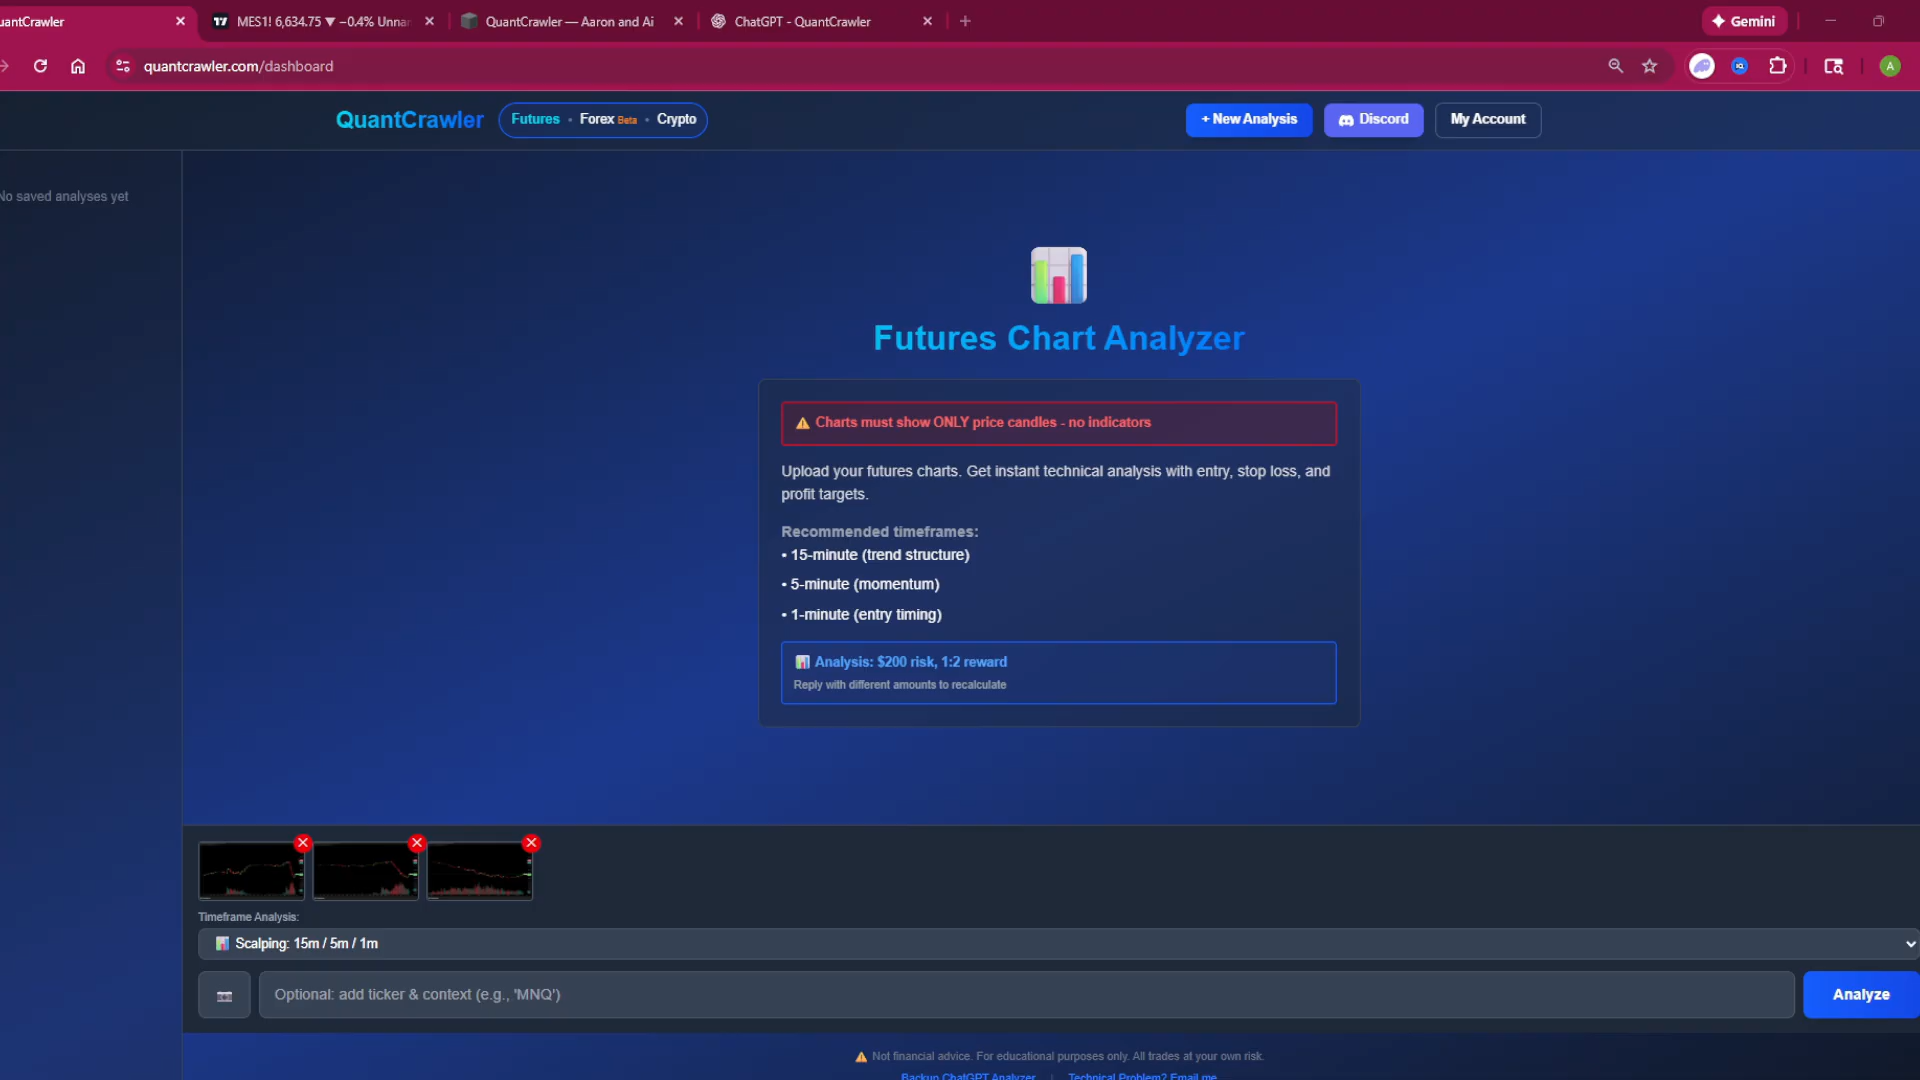 uantCrawler
MES1! 6,634.75 ▼ −0.4% Unnar
QuantCrawler — Aaron and Ai
ChatGPT - QuantCrawler
Gemini
quantcrawler.com/dashboard
A
QuantCrawler
Futures • Forex Beta • Crypto
+ New Analysis
Discord
My Account
No saved analyses yet
Futures Chart Analyzer
⚠ Charts must show ONLY price candles - no indicators
Upload your futures charts. Get instant technical analysis with entry, stop loss, and
profit targets.
Recommended timeframes:
• 15-minute (trend structure)
• 5-minute (momentum)
• 1-minute (entry timing)
Analysis: $200 risk, 1:2 reward
Reply with different amounts to recalculate
Timeframe Analysis:
Scalping: 15m / 5m / 1m
Optional: add ticker & context (e.g., 'MNQ')
Analyze
⚠ Not financial advice. For educational purposes only. All trades at your own risk.
Backup ChatGPT Analyzer | Technical Problem? Email me